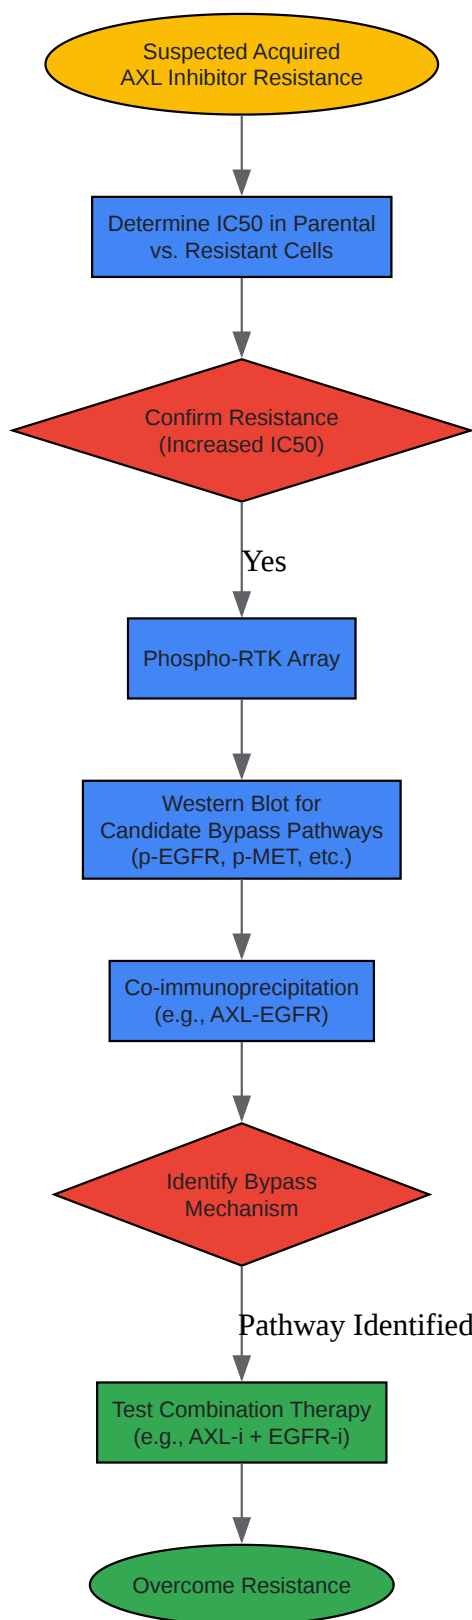 Suspected Acquired
AXL Inhibitor Resistance
Determine IC50 in Parental
vs. Resistant Cells
Confirm Resistance
(Increased IC50)
Yes
Phospho-RTK Array
Western Blot for
Candidate Bypass Pathways
(p-EGFR, p-MET, etc.)
Co-immunoprecipitation
(e.g., AXL-EGFR)
Identify Bypass
Mechanism
Pathway Identified
Test Combination Therapy
(e.g., AXL-i + EGFR-i)
Overcome Resistance